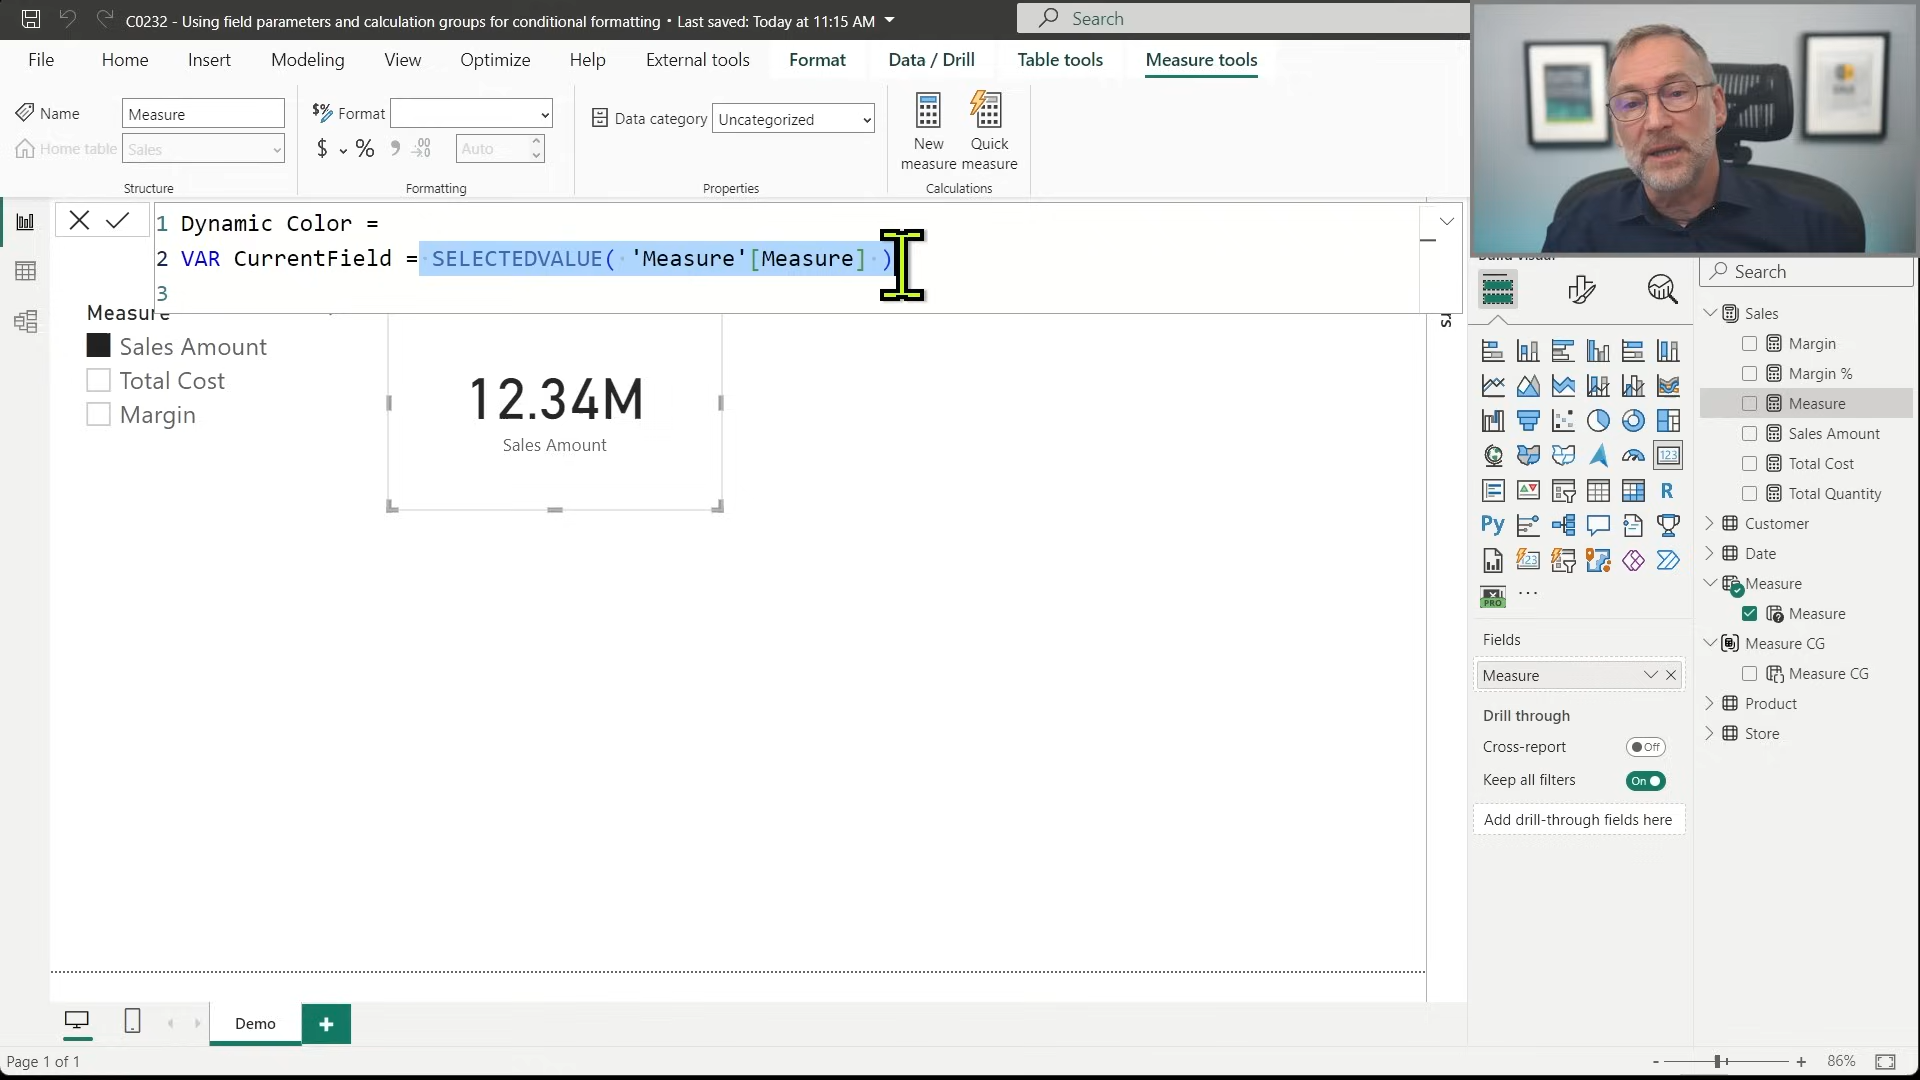 C0232 - Using field parameters and calculation groups for conditional formatting • Last saved: Today at 11:15 AM
Search
File
Home
Insert
Modeling
View
Optimize
Help
External tools
Format
Data / Drill
Table tools
Measure tools
Name
Measure
Home table
Sales
Structure
Format
$ % 9 .00
Auto
Formatting
Data category
Uncategorized
Properties
New measure
Quick measure
Calculations
1 Dynamic Color =
2 VAR CurrentField = SELECTEDVALUE( 'Measure'[Measure] )
3
Measure
Sales Amount
Total Cost
Margin
12.34M
Sales Amount
Search
Sales
Margin
Margin %
Measure
Sales Amount
Total Cost
Total Quantity
Customer
Date
Measure
Measure
Measure CG
Measure CG
Product
Store
123
R
Py
123
PRO
...
Fields
Measure
Drill through
Cross-report
Off
Keep all filters
On
Add drill-through fields here
Demo
+
Page 1 of 1
- + 86%